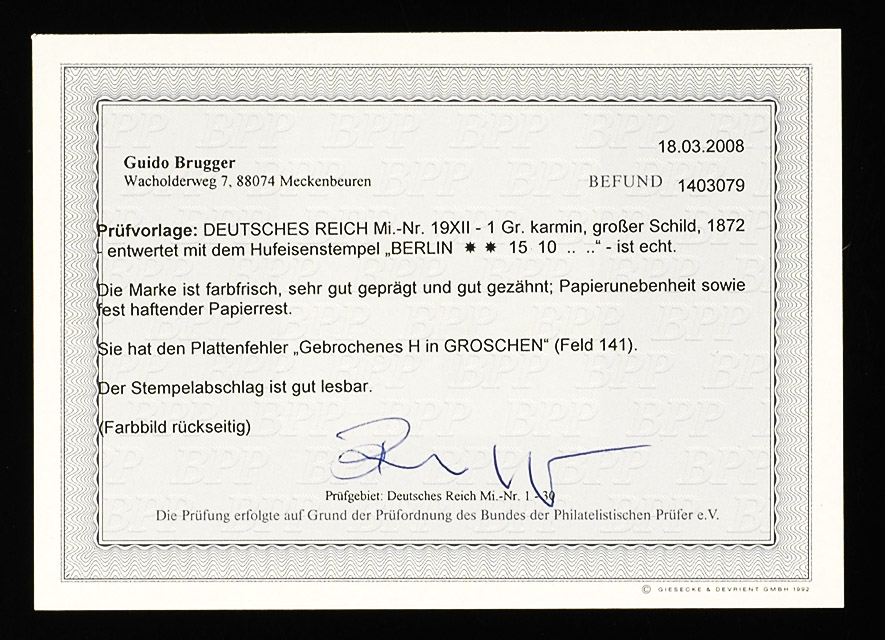 18.03.2008
Guido Brugger
Wacholderweg 7, 88074 Meckenbeuren
BEFUND 1403079
Prüfvorlage: DEUTSCHES REICH Mi.-Nr. 19XII - 1 Gr. karmin, großer Schild, 1872
- entwertet mit dem Hufeisenstempel „BERLIN ✷ ✷ 15 10 .. ..“ - ist echt.
Die Marke ist farbfrisch, sehr gut geprägt und gut gezähnt; Papierunebenheit sowie
fest haftender Papierrest.
Sie hat den Plattenfehler „Gebrochenes H in GROSCHEN“ (Feld 141).
Der Stempelabschlag ist gut lesbar.
(Farbbild rückseitig)
Prüfgebiet: Deutsches Reich Mi.-Nr. 1 - 30
Die Prüfung erfolgte auf Grund der Prüfordnung des Bundes der Philatelistischen Prüfer e.V.
© GIESECKE & DEVRIENT GMBH 1992